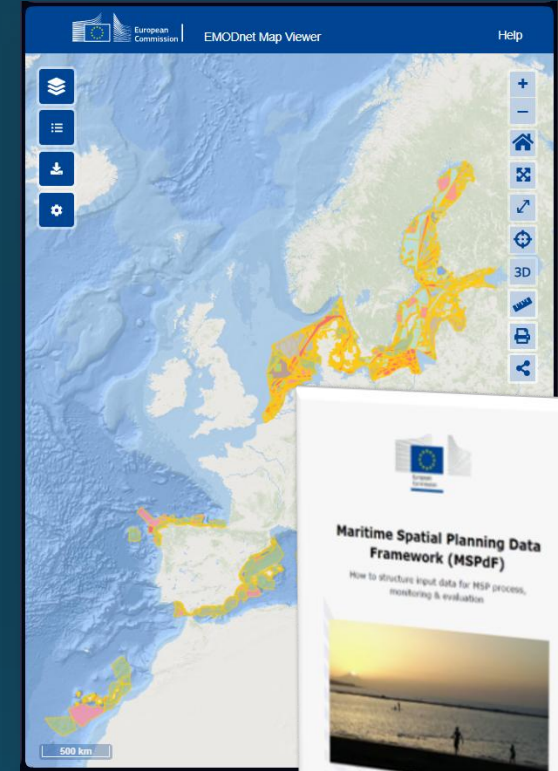 European
Commission
EMODnet Map Viewer
Help
+
−
3D
500 km
European
Commission
Maritime Spatial Planning Data
Framework (MSPdF)
How to structure input data for MSP process,
monitoring & evaluation